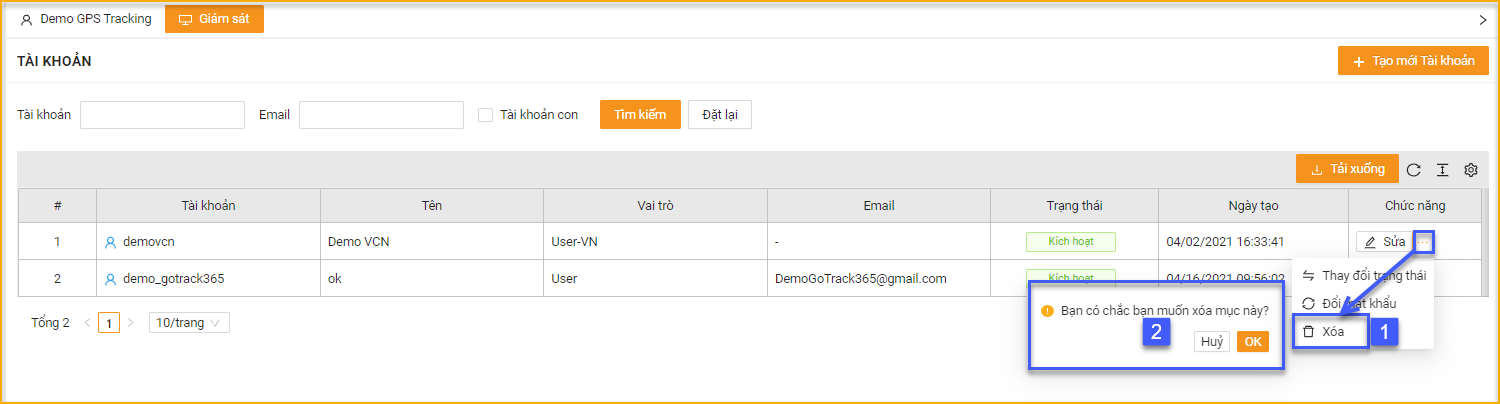 Demo GPS Tracking Giám sát
TÀI KHOẢN Tạo mới Tài khoản
Tài khoản Email Tài khoản con Tìm kiếm Đặt lại
Tải xuống
# Tài khoản Tên Vai trò Email Trạng thái Ngày tạo Chức năng
1 demovcn Demo VCN User-VN - Kích hoạt 04/02/2021 16:33:41 Sửa ...
2 demo_gotrack365 ok User DemoGoTrack365@gmail.com Kích hoạt 04/16/2021 09:56:02
Thay đổi trạng thái
Đổi mật khẩu
Xóa 1
Bạn có chắc bạn muốn xóa mục này?
2
Huỷ OK
Tổng 2 < 1 > 10/trang